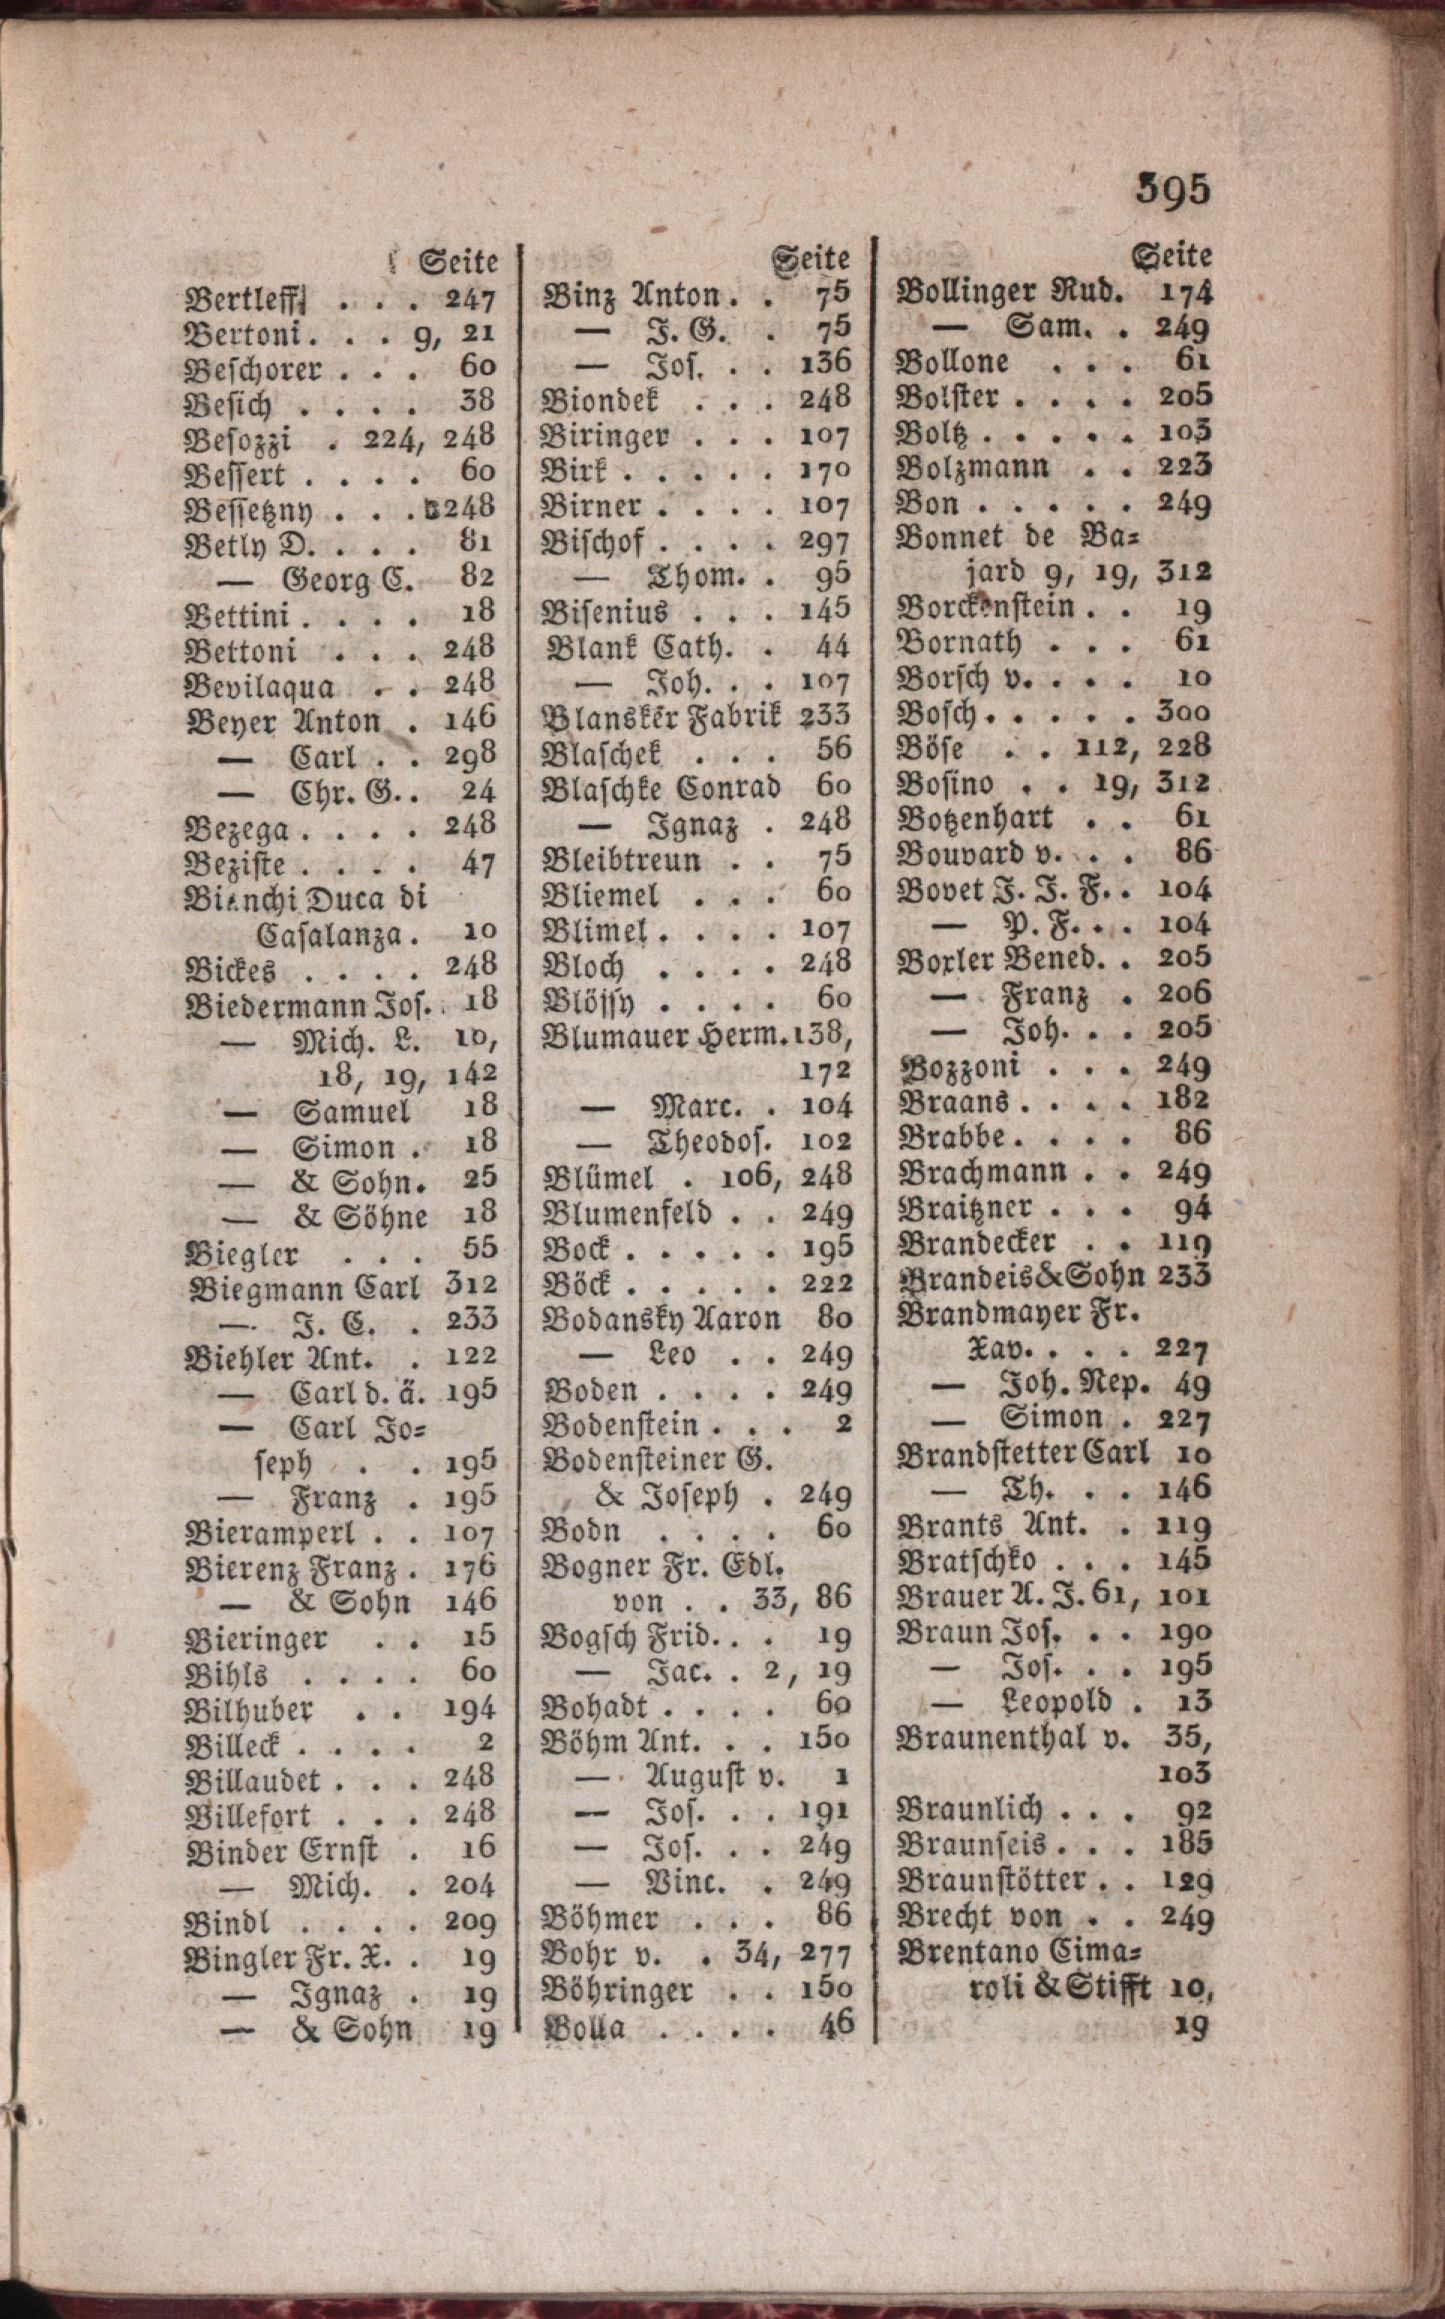 395
Seite
Bertleff . . . 247
Bertoni . . . 9, 21
Beschorer . . . 60
Besich . . . . 38
Besozzi . 224, 248
Bessert . . . . 60
Bessetzny . . . 248
Betly D. . . . 81
— Georg C. 82
Bettini . . . . 18
Bettoni . . . 248
Bevilaqua . . 248
Beyer Anton . 146
— Carl . . 298
— Chr. G. . 24
Bezega . . . . 248
Beziste . . . . 47
Bianchi Duca di
Casalanza . 10
Bickes . . . . 248
Biedermann Jos. . 18
— Mich. L. 10,
18, 19, 142
— Samuel 18
— Simon . 18
— & Sohn. 25
— & Söhne 18
Biegler . . . 55
Biegmann Carl 312
— J. C. . 233
Biehler Ant. . 122
— Carl d. ä. 195
— Carl Jo-
seph . . 195
— Franz . 195
Bieramperl . . 107
Bierenz Franz . 176
— & Sohn 146
Bieringer . . 15
Bihls . . . . 60
Bilhuber . . 194
Billeck . . . . 2
Billaudet . . . 248
Billefort . . . 248
Binder Ernst . 16
— Mich. . 204
Bindl . . . . 209
Bingler Fr. X. . 19
— Ignaz . 19
— & Sohn 19
Seite
Binz Anton . . 75
— J. G. . 75
— Jos. . . 136
Biondek . . . 248
Biringer . . . 107
Birk . . . . . 170
Birner . . . . 107
Bischof . . . . 297
— Thom. . 95
Bisenius . . . 145
Blank Cath. . 44
— Joh. . . 107
Blansker Fabrik 233
Blaschek . . . 56
Blaschke Conrad 60
— Ignaz . 248
Bleibtreun . . 75
Bliemel . . . 60
Blimel . . . . 107
Bloch . . . . 248
Blöjsy . . . . 60
Blumauer Herm. 138,
172
— Marc. . 104
— Theodos. 102
Blümel . 106, 248
Blumenfeld . . 249
Bock . . . . . 195
Böck . . . . . 222
Bodansky Aaron 80
— Leo . . 249
Boden . . . . 249
Bodenstein . . . 2
Bodensteiner G.
& Joseph . 249
Bodn . . . . 60
Bogner Fr. Edl.
von . . 33, 86
Bogsch Frid. . . 19
— Jac. . 2, 19
Bohadt . . . . 60
Böhm Ant. . . 150
— August v. 1
— Jos. . . 191
— Jos. . . 249
— Vinc. . 249
Böhmer . . . 86
Bohr v. . 34, 277
Böhringer . . 150
Bolla . . . . 46
Seite
Bollinger Rud. 174
— Sam. . 249
Bollone . . . 61
Bolster . . . . 205
Boltz . . . . . 103
Bolzmann . . 223
Bon . . . . . 249
Bonnet de Ba-
jard 9, 19, 312
Borckenstein . . 19
Bornath . . . 61
Borsch v. . . . 10
Bosch . . . . . 300
Böse . . 112, 228
Bosino . . 19, 312
Botzenhart . . 61
Bouvard v. . . 86
Bovet J. J. F. . 104
— P. F. . . 104
Boxler Bened. . 205
— Franz . 206
— Joh. . . 205
Bozzoni . . . 249
Braans . . . . 182
Brabbe . . . . 86
Brachmann . . 249
Braitzner . . . 94
Brandecker . . 119
Brandeis & Sohn 233
Brandmayer Fr.
Xav. . . . 227
— Joh. Nep. 49
— Simon . 227
Brandstetter Carl 10
— Th. . . 146
Brants Ant. . 119
Bratschko . . . 145
Brauer A. J. 61, 101
Braun Jos. . . 190
— Jos. . . 195
— Leopold . 13
Braunenthal v. 35,
103
Braunlich . . . 92
Braunseis . . . 185
Braunstötter . . 129
Brecht von . . 249
Brentano Cima-
roli & Stifft 10,
19